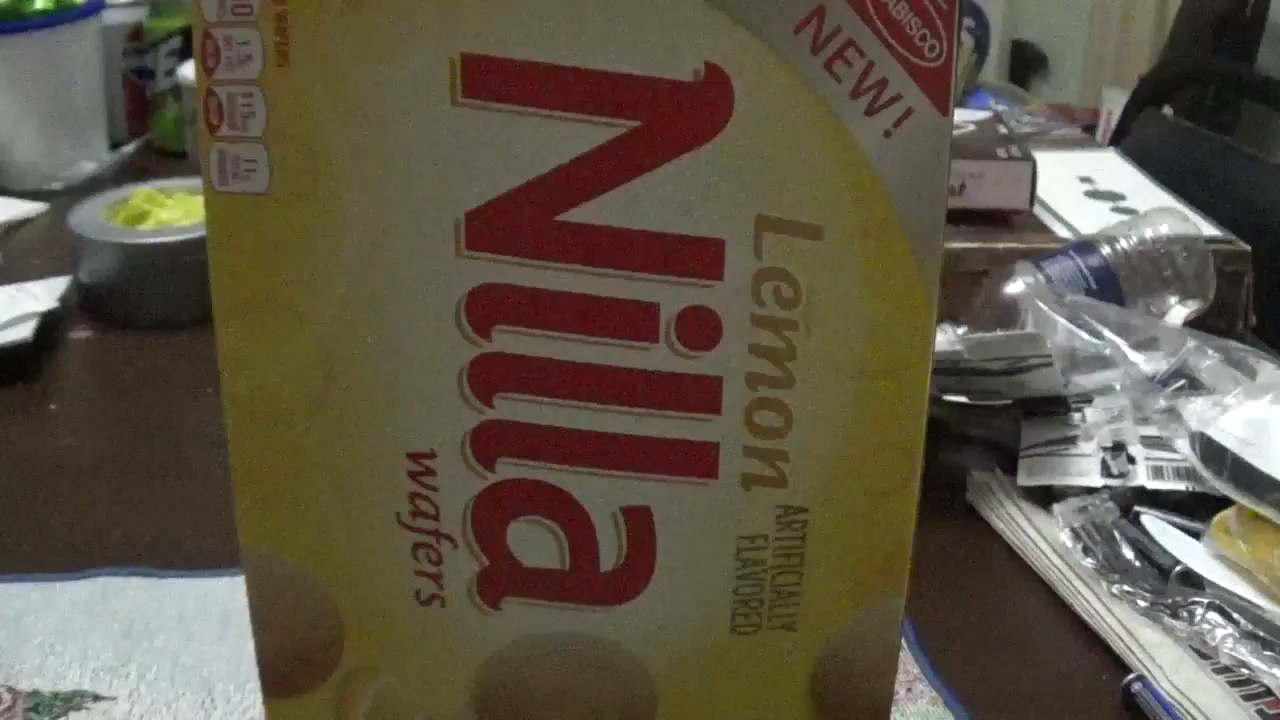 NABISCO
NEW!
Lemon
ARTIFICIALLY
FLAVORED
Nilla
wafers